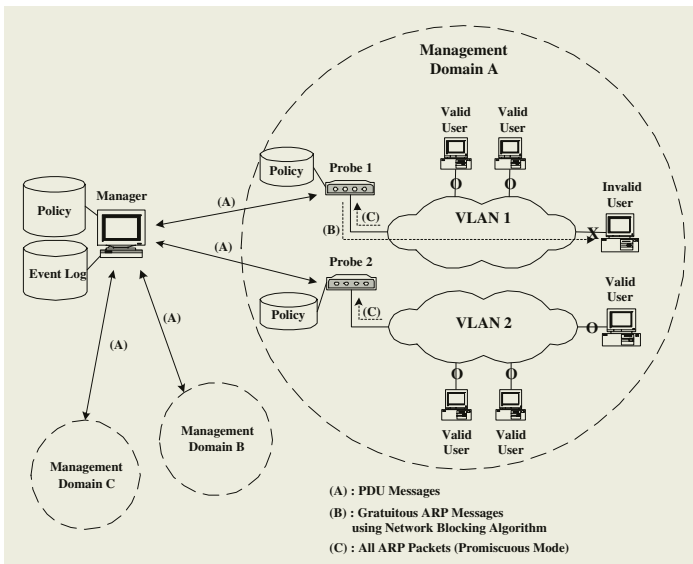 Management
Domain A
Valid
User
Valid
User
Policy
Probe 1
Invalid
User
Manager
Policy
(A)
(C)
VLAN 1
(B)
X
O
O
Event Log
(A)
Probe 2
Valid
User
Policy
(C)
VLAN 2
O
(A)
(A)
O
O
Valid
User
Valid
User
Management
Domain B
Management
Domain C
(A) : PDU Messages
(B) : Gratuitous ARP Messages
using Network Blocking Algorithm
(C) : All ARP Packets (Promiscuous Mode)